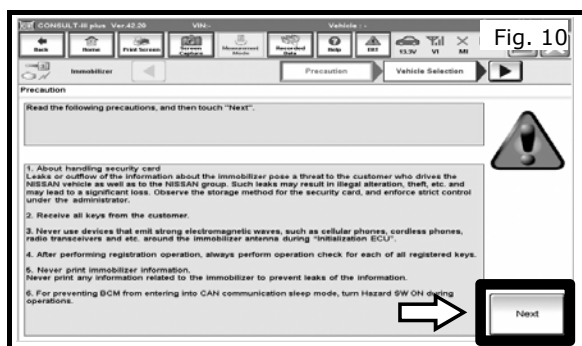 CONSULT-III plus Ver.42.20 VIN:- Vehicle : -
Back Home Print Screen Screen Capture Measurement Mode Recorded Data Help ERT 13.3V VI MI
Fig. 10
Immobilizer Precaution Vehicle Selection
Precaution
Read the following precautions, and then touch "Next".
1. About handling security card
Leaks or outflow of the information about the immobilizer pose a threat to the customer who drives the
NISSAN vehicle as well as to the NISSAN group. Such leaks may result in illegal alteration, theft, etc. and
may lead to a significant loss. Observe the storage method for the security card, and enforce strict control
under the administrator.
2. Receive all keys from the customer.
3. Never use devices that emit strong electromagnetic waves, such as cellular phones, cordless phones,
radio transceivers and etc. around the immobilizer antenna during "Initialization ECU".
4. After performing registration operation, always perform operation check for each of all registered keys.
5. Never print immobilizer information.
Never print any information related to the immobilizer to prevent leaks of the information.
6. For preventing BCM from entering into CAN communication sleep mode, turn Hazard SW ON during
operations.
Next